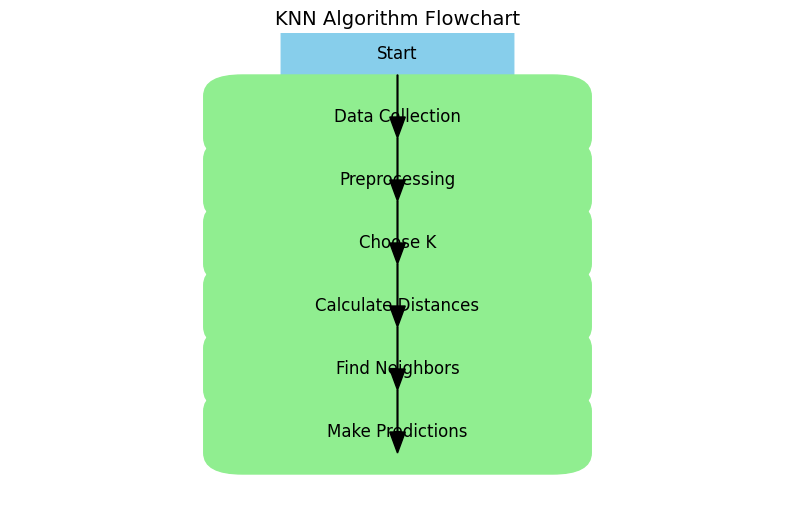 KNN Algorithm Flowchart
Start
Data Collection
Preprocessing
Choose K
Calculate Distances
Find Neighbors
Make Predictions